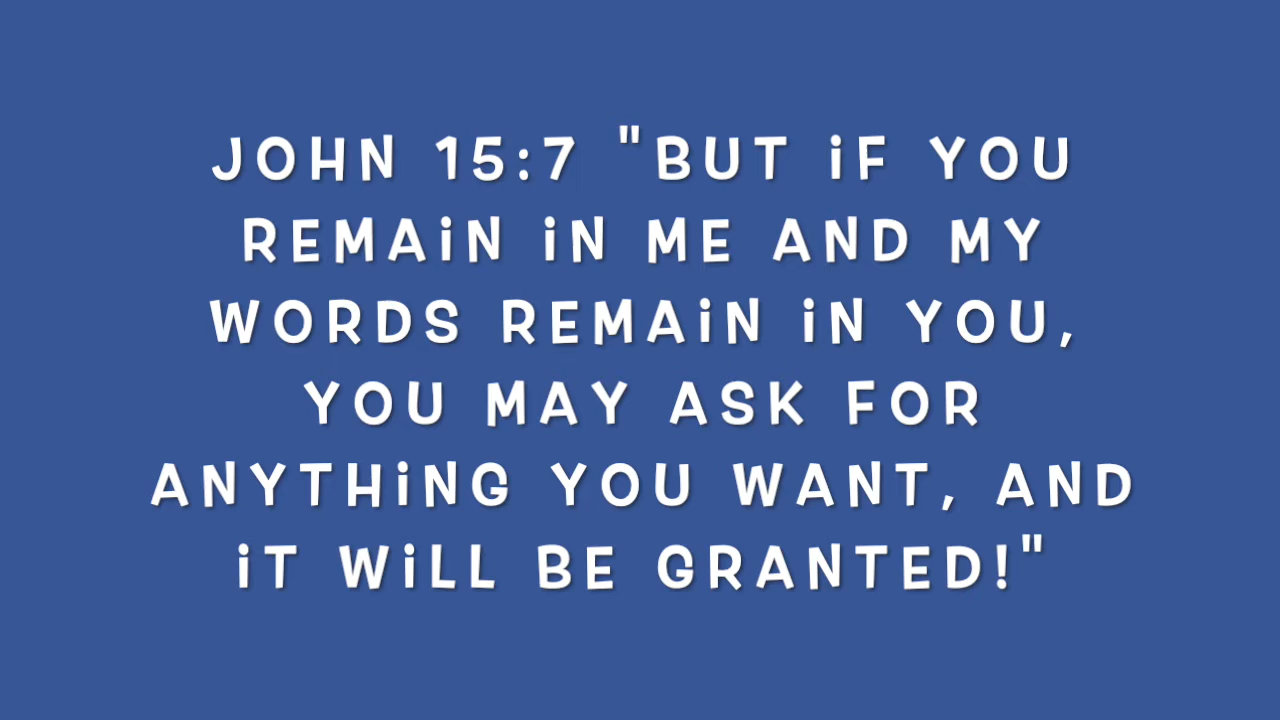 JOHN 15:7 "BUT iF YOU
REMAiN iN ME AND MY
WORDS REMAiN iN YOU,
YOU MAY ASK FOR
ANYTHiNG YOU WANT, AND
iT WiLL BE GRANTED!"